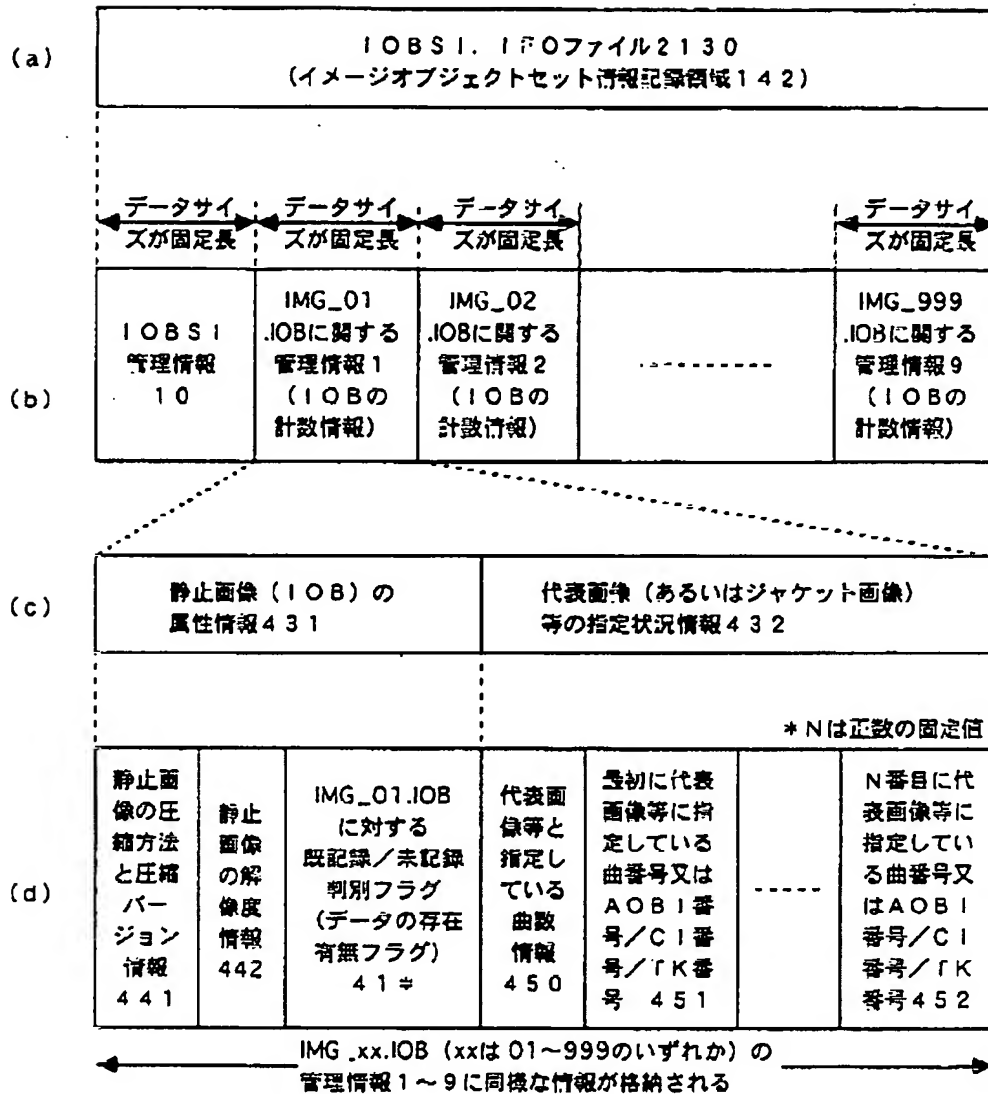 (a)
IOBSI. IFOファイル2130
(イメージオブジェクトセット情報記録領域142)
データサイ
ズが固定長
データサイ
ズが固定長
データサイ
ズが固定長
データサイ
ズが固定長
(b)
IOBSI
管理情報
10
IMG_01
.IOBに関する
管理情報1
(IOBの
計数情報)
IMG_02
.IOBに関する
管理情報2
(IOBの
計数情報)
IMG_999
.IOBに関する
管理情報9
(IOBの
計数情報)
(c)
静止画像(IOB)の
属性情報431
代表画像(あるいはジャケット画像)
等の指定状況情報432
*Nは正数の固定値
(d)
静止画
像の圧
縮方法
と圧縮
バー
ジョン
情報
441
静止
画像
の解
像度
情報
442
IMG_01.IOB
に対する
既記録/未記録
判別フラグ
(データの存在
有無フラグ)
41*
代表画
像等と
指定し
ている
曲数
情報
450
最初に代表
画像等に指
定している
曲番号又は
AOBI番
号/CI番
号/TK番
号 451
N番目に代
表画像等に
指定してい
る曲番号又
はAOBI
番号/CI
番号/TK
番号452
IMG_xx.IOB(xxは01~999のいずれか)の
管理情報1~9に同様な情報が格納される